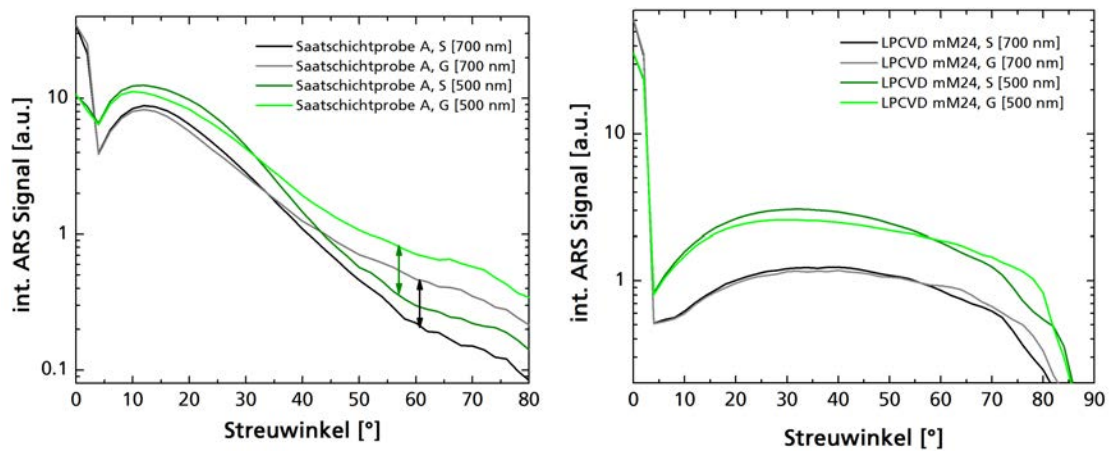 Saatschichtprobe A, S [700 nm]
Saatschichtprobe A, G [700 nm]
Saatschichtprobe A, S [500 nm]
Saatschichtprobe A, G [500 nm]
int. ARS Signal [a.u.]
10
1
0.1
0 10 20 30 40 50 60 70 80
Streuwinkel [°]
LPCVD mM24, S [700 nm]
LPCVD mM24, G [700 nm]
LPCVD mM24, S [500 nm]
LPCVD mM24, G [500 nm]
int. ARS Signal [a.u.]
10
1
0 10 20 30 40 50 60 70 80 90
Streuwinkel [°]